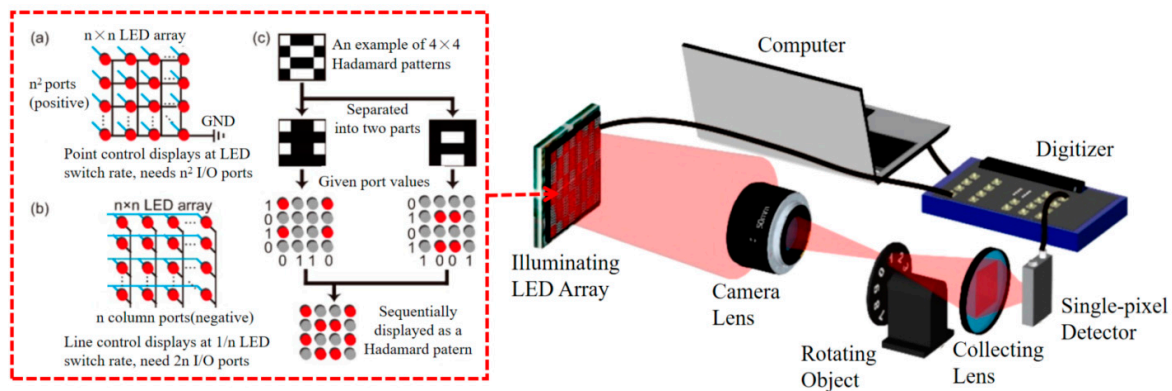 (a)
n×n LED array
n² ports
(positive)
GND
Point control displays at LED
switch rate, needs n² I/O ports
(b)
n×n LED array
n column ports(negative)
Line control displays at 1/n LED
switch rate, need 2n I/O ports
(c)
An example of 4×4
Hadamard patterns
Separated
into two parts
Given port values
1
0
1
0
0 1 1 0
0
1
0
1
1 0 0 1
Sequentially
displayed as a
Hadamard patern
Computer
Digitizer
Illuminating
LED Array
50mm
Camera
Lens
Rotating
Object
Collecting
Lens
Single-pixel
Detector